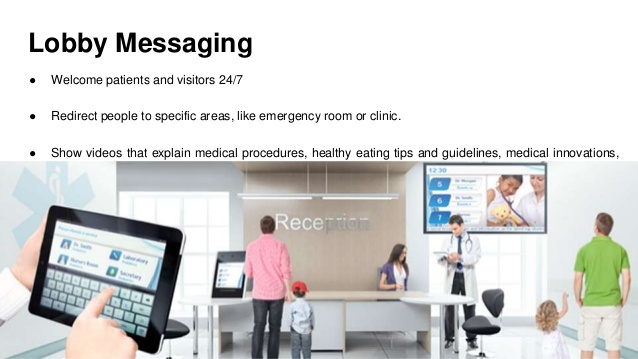 Lobby Messaging
● Welcome patients and visitors 24/7
● Redirect people to specific areas, like emergency room or clinic.
● Show videos that explain medical procedures, healthy eating tips and guidelines, medical innovations,
12:30
5
6 Dr. Smith
7
Reception
Dr. Smith
Laboratory
Nurse's Room
Secretary